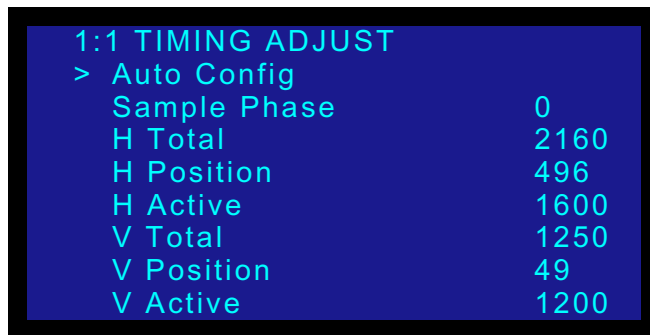 1:1 TIMING ADJUST
> Auto Config
Sample Phase 0
H Total 2160
H Position 496
H Active 1600
V Total 1250
V Position 49
V Active 1200